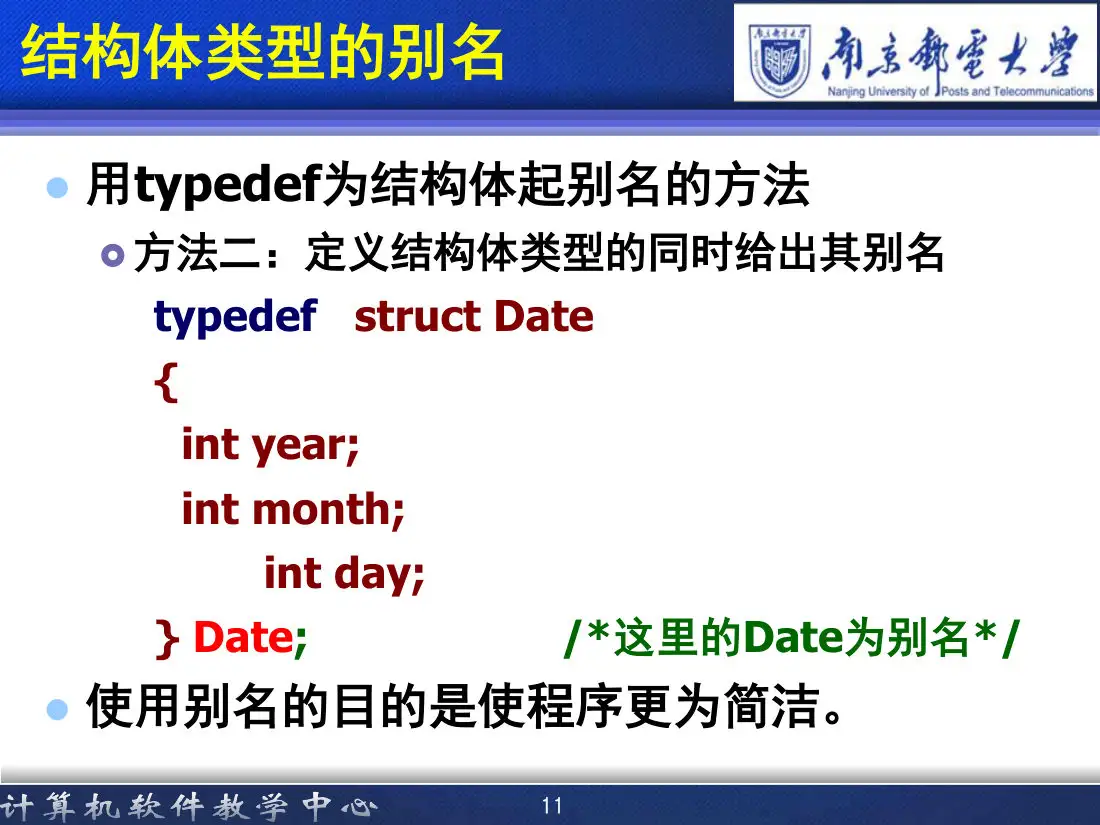 结构体类型的别名
南京邮电大学
Nanjing University of Posts and Telecommunications
用typedef为结构体起别名的方法
方法二：定义结构体类型的同时给出其别名
typedef struct Date
{
int year;
int month;
int day;
} Date; /*这里的Date为别名*/
使用别名的目的是使程序更为简洁。
计算机软件教学中心
11